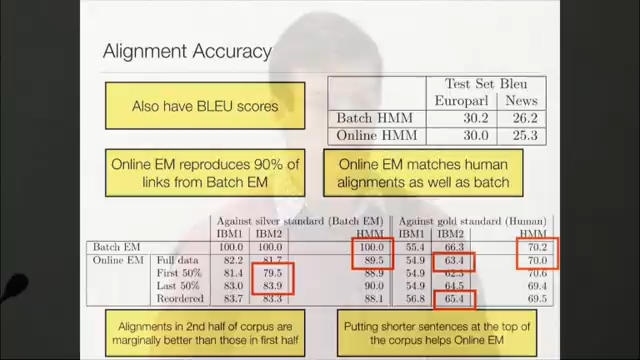 Alignment Accuracy
Also have BLEU scores
Test Set Bleu
Europarl News
Batch HMM 30.2 26.2
Online HMM 30.0 25.3
Online EM reproduces 90% of
links from Batch EM
Online EM matches human
alignments as well as batch
Against silver standard (Batch EM) Against gold standard (Human)
IBM1 IBM2 HMM IBM1 IBM2 HMM
Batch EM 100.0 100.0 100.0 55.4 66.3 70.2
Online EM Full data 82.2 81.7 89.5 54.9 63.4 70.0
First 50% 81.4 79.5 88.9 54.9 62.3 70.6
Last 50% 83.0 83.9 90.0 54.9 64.5 69.4
Reordered 83.7 83.3 88.1 56.8 65.4 69.5
Alignments in 2nd half of corpus are
marginally better than those in first half
Putting shorter sentences at the top of
the corpus helps Online EM